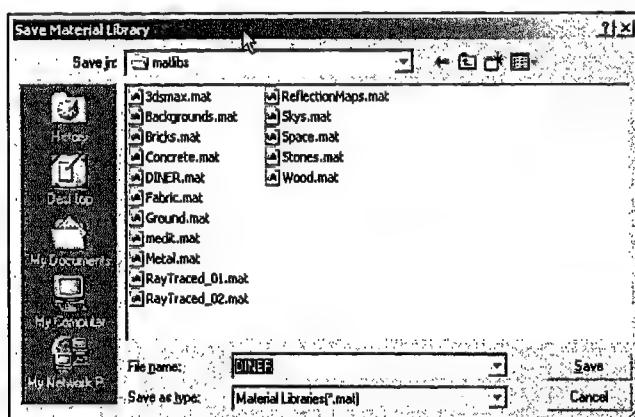 Save Material Library
Save in: matlibs
History
Desktop
My Documents
My Computer
My Network P...
3dsmax.mat
Backgrounds.mat
Bricks.mat
Concrete.mat
DINER.mat
Fabric.mat
Ground.mat
medit.mat
Metal.mat
RayTraced_01.mat
RayTraced_02.mat
ReflectionMaps.mat
Skys.mat
Space.mat
Stones.mat
Wood.mat
File name: DINER Save
Save as type: Material Libraries(*.mat) Cancel